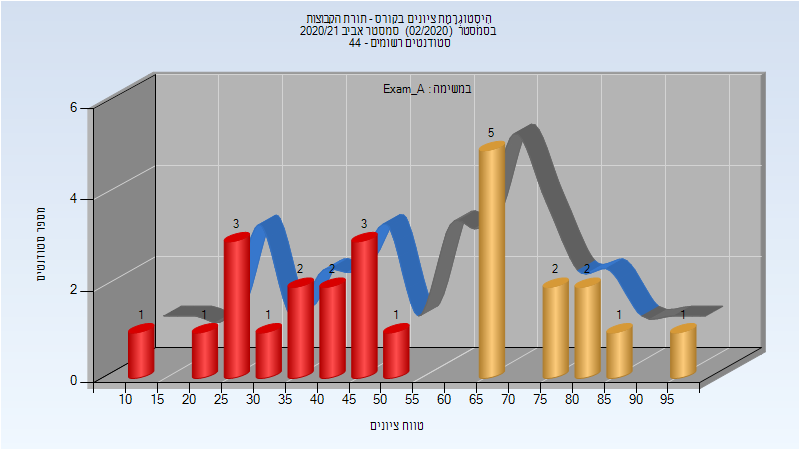 היסטוגרמת ציונים בקורס - תורת הקבוצות
בסמסטר (02/2020) סמסטר אביב 2020/21
סטודנטים רשומים - 44
במשימה : Exam_A
מספר סטודנטים
6
4
2
0
1
1
3
1
2
2
3
1
5
2
2
1
1
10 15 20 25 30 35 40 45 50 55 60 65 70 75 80 85 90 95
טווח ציונים